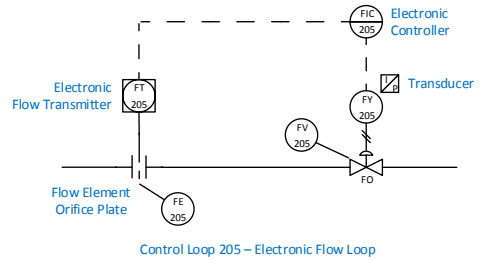 FIC
205
Electronic
Controller
Electronic
Flow Transmitter
FT
205
I
P
Transducer
FY
205
FV
205
FO
Flow Element
Orifice Plate
FE
205
Control Loop 205 – Electronic Flow Loop